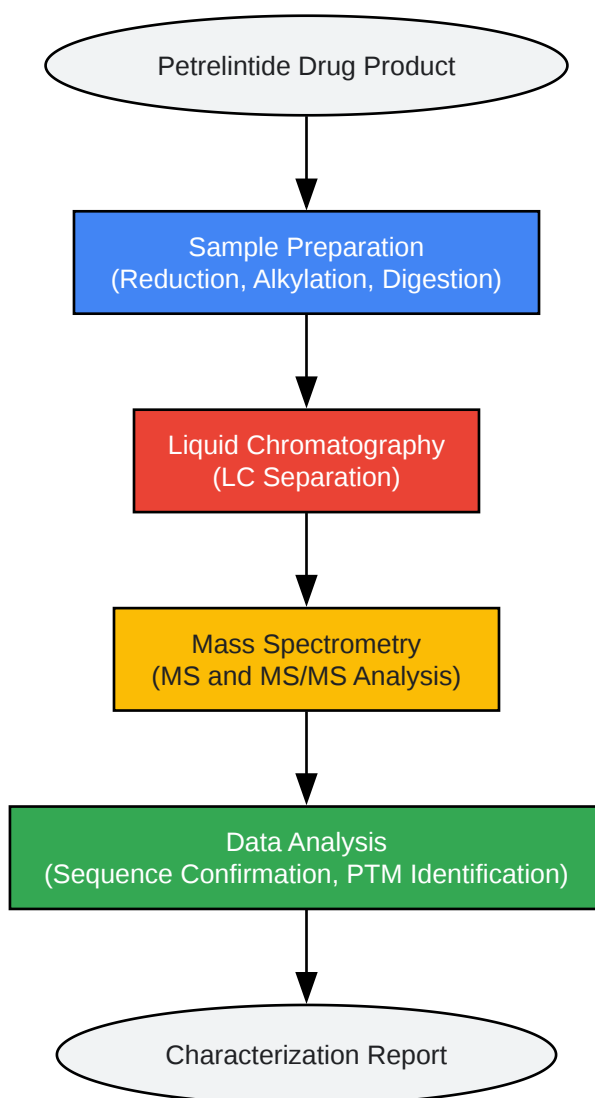 Petrelintide Drug Product
Sample Preparation
(Reduction, Alkylation, Digestion)
Liquid Chromatography
(LC Separation)
Mass Spectrometry
(MS and MS/MS Analysis)
Data Analysis
(Sequence Confirmation, PTM Identification)
Characterization Report